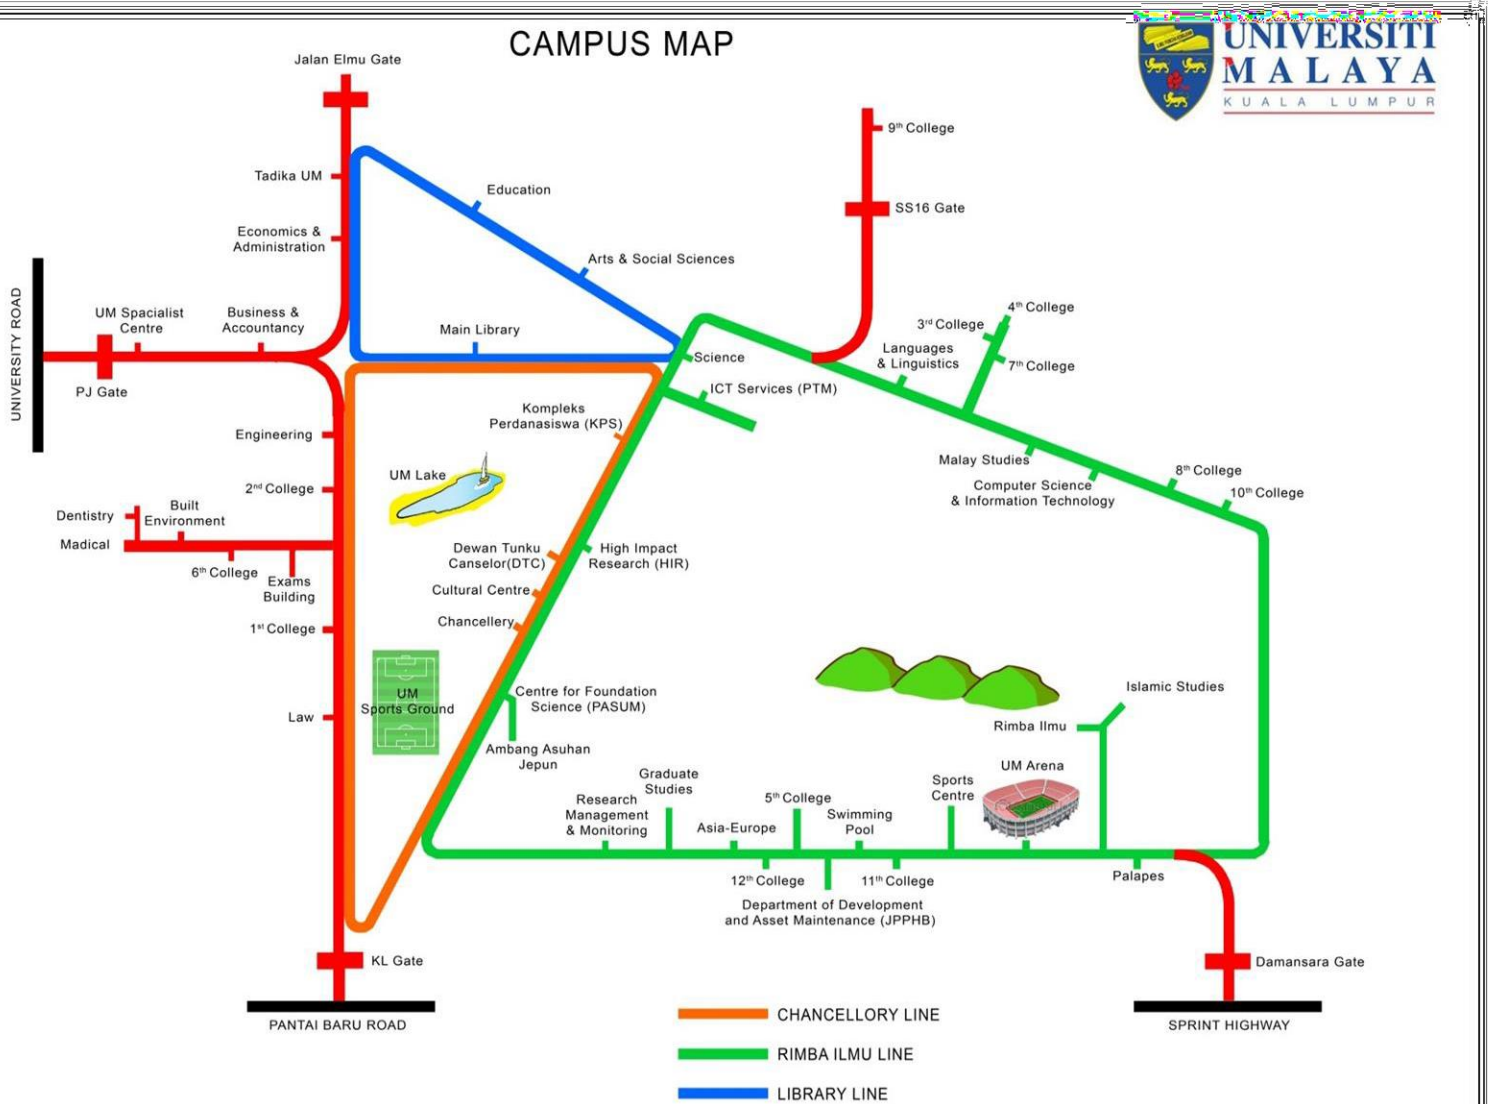 CAMPUS MAP
UNIVERSITI
MALAYA
KUALA LUMPUR
Jalan Elmu Gate
9th College
Tadika UM
Education
SS16 Gate
Economics &
Administration
Arts & Social Sciences
UNIVERSITY ROAD
UM Spacialist
Centre
Business &
Accountancy
Main Library
4th College
3rd College
Languages
& Linguistics
7th College
Science
ICT Services (PTM)
PJ Gate
Kompleks
Perdanasiswa (KPS)
Engineering
UM Lake
Malay Studies
8th College
Computer Science
& Information Technology
10th College
2nd College
Built
Environment
Dentistry
Madical
6th College
Exams
Building
Dewan Tunku
Canselor(DTC)
High Impact
Research (HIR)
Cultural Centre
Chancellery
1st College
UM
Sports Ground
Law
Centre for Foundation
Science (PASUM)
Islamic Studies
Rimba Ilmu
Ambang Asuhan
Jepun
Graduate
Studies
UM Arena
Sports
Centre
Research
Management
& Monitoring
5th College
Swimming
Pool
Asia-Europe
12th College
11th College
Palapes
Department of Development
and Asset Maintenance (JPPHB)
KL Gate
Damansara Gate
PANTAI BARU ROAD
SPRINT HIGHWAY
CHANCELLORY LINE
RIMBA ILMU LINE
LIBRARY LINE